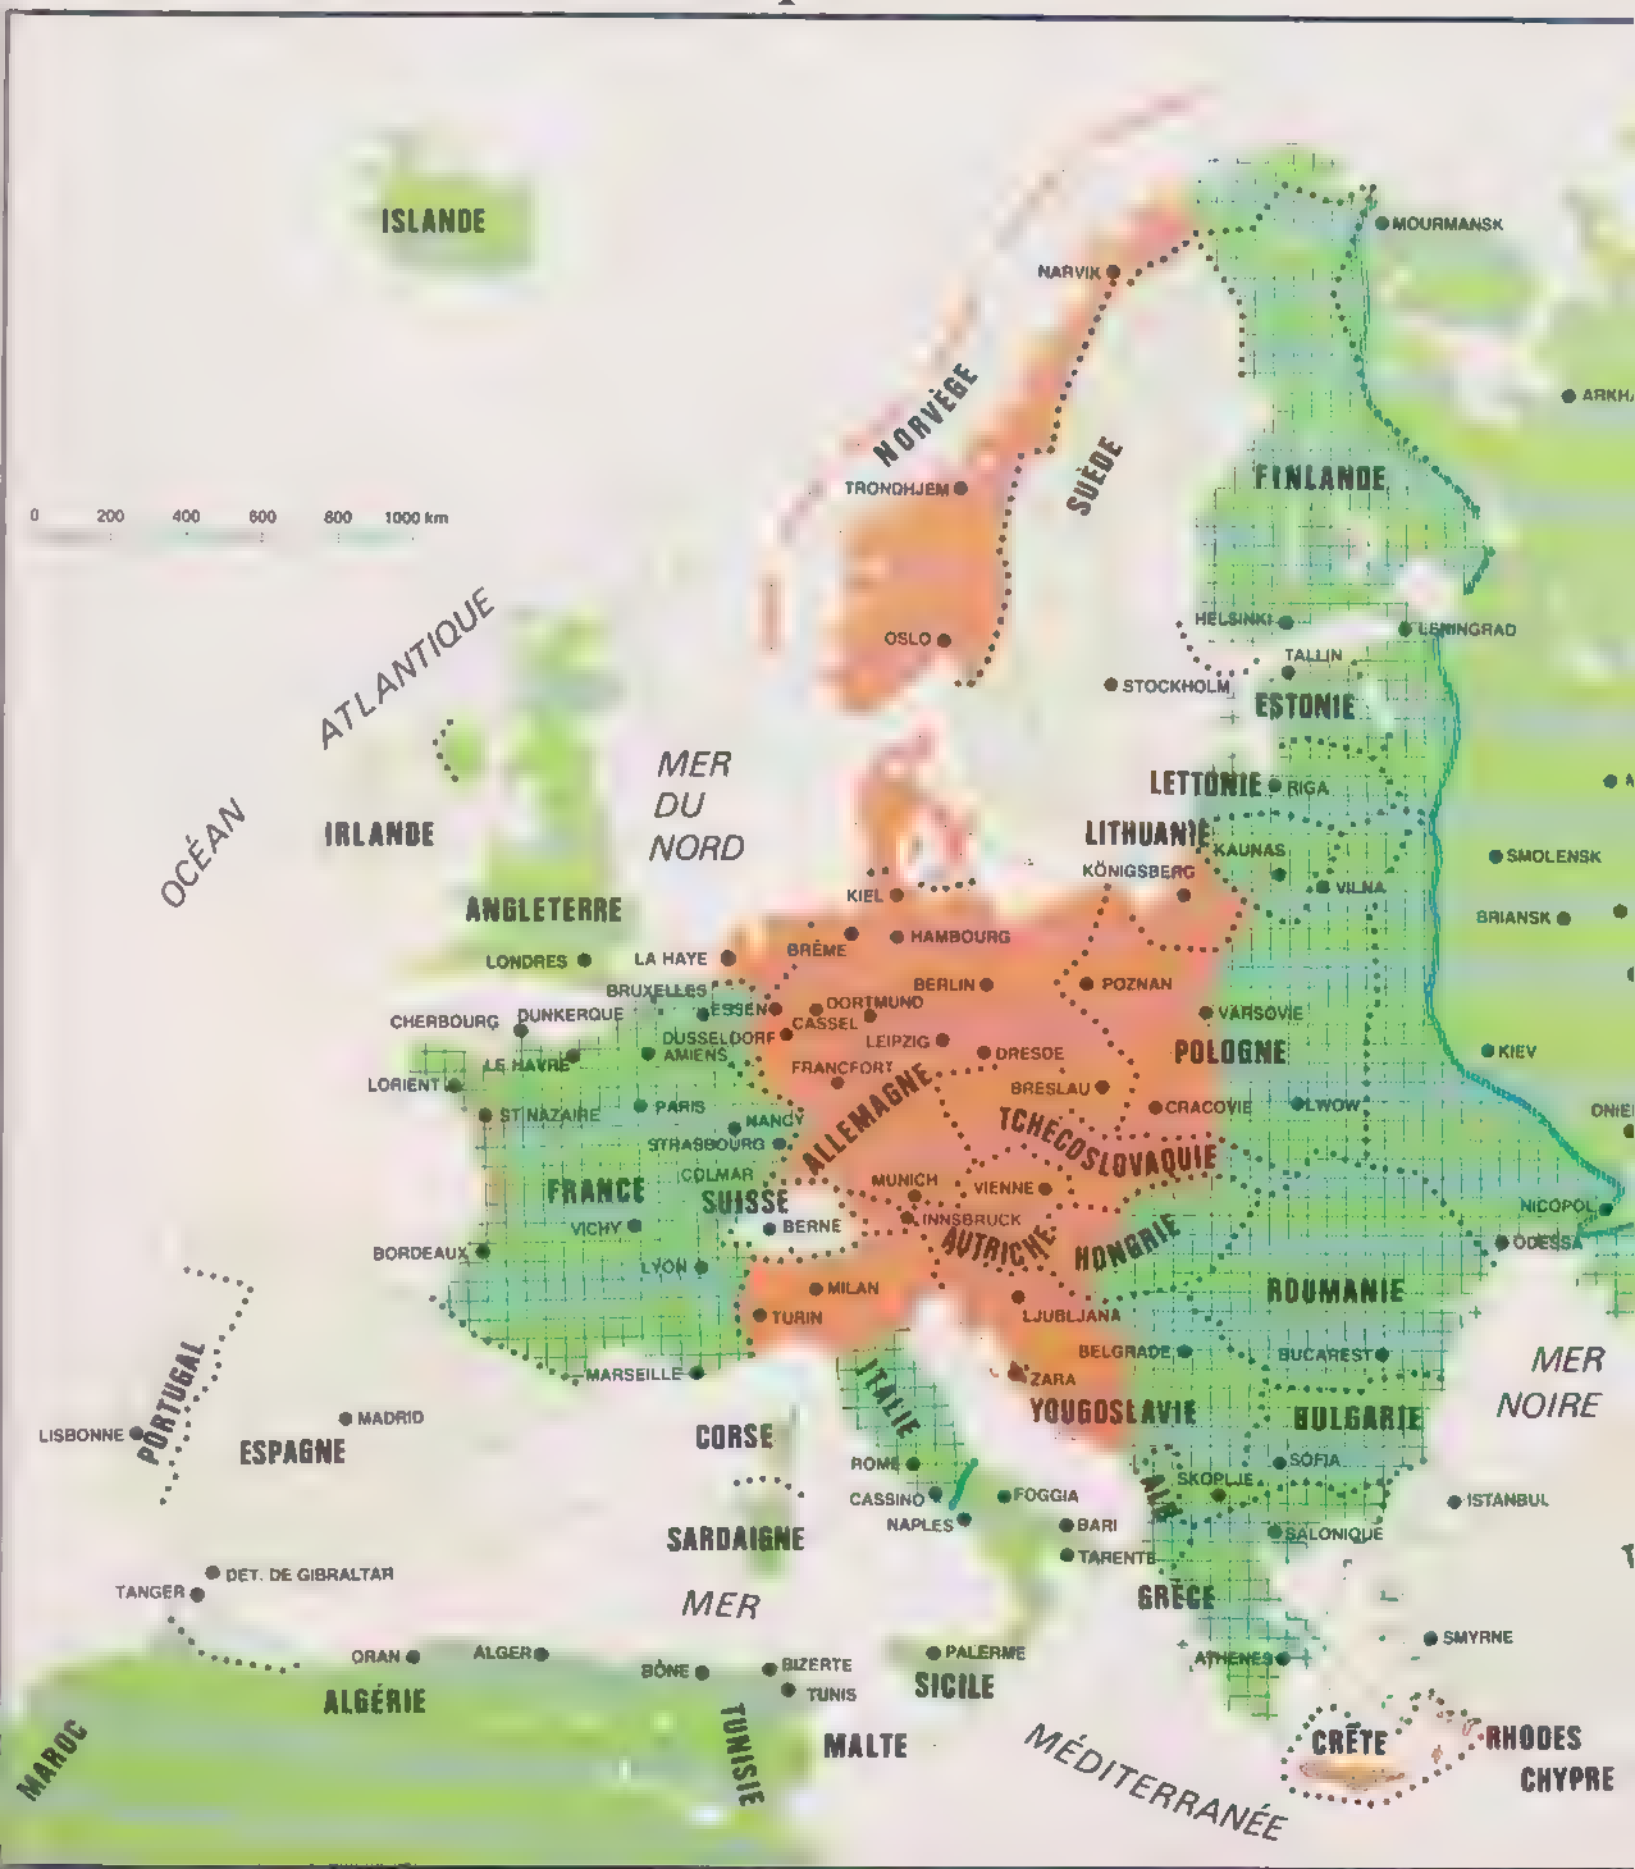 ISLANDE
MOURMANSK
NARVIK
NORVÈGE
SUÈDE
FINLANDE
TRONDHJEM
0 200 400 600 800 1000 km
ATLANTIQUE
OCÉAN
OSLO
HELSINKI
LENINGRAD
TALLIN
STOCKHOLM
ESTONIE
MER
DU
NORD
LETTONIE
RIGA
IRLANDE
LITHUANIE
KAUNAS
SMOLENSK
KÖNIGSBERG
VILNA
KIEL
ANGLETERRE
BRIANSK
BRÊME
HAMBOURG
LONDRES
LA HAYE
BERLIN
POZNAN
BRUXELLES
ESSEN
DORTMUND
CHERBOURG
DUNKERQUE
CASSEL
VARSOVIE
DUSSELDORF
LEIPZIG
AMIENS
DRESDE
POLOGNE
KIEV
LE HAVRE
FRANCFORT
LORIENT
BRESLAU
ST NAZAIRE
PARIS
NANCY
ALLEMAGNE
CRACOVIE
LWOW
STRASBOURG
TCHÉCOSLOVAQUIE
COLMAR
FRANCE
SUISSE
MUNICH
VIENNE
VICHY
BERNE
INNSBRUCK
NICOPOL
BORDEAUX
AUTRICHE
HONGRIE
ODESSA
LYON
MILAN
ROUMANIE
TURIN
LJUBLJANA
BELGRADE
BUCAREST
MER
NOIRE
MARSEILLE
ITALIE
ZARA
PORTUGAL
LISBONNE
MADRID
ESPAGNE
CORSE
YOUGOSLAVIE
BULGARIE
ROME
SOFIA
SKOPLJE
ALB
CASSINO
FOGGIA
ISTANBUL
NAPLES
BARI
SALONIQUE
SARDAIGNE
TARENTE
DET. DE GIBRALTAR
TANGER
GRÈCE
MER
SMYRNE
ORAN
ALGER
BÔNE
BIZERTE
PALERME
ATHENES
TUNIS
SICILE
ALGÉRIE
TUNISIE
MALTE
MAROC
CRÈTE
RHODES
CHYPRE
MÉDITERRANÉE